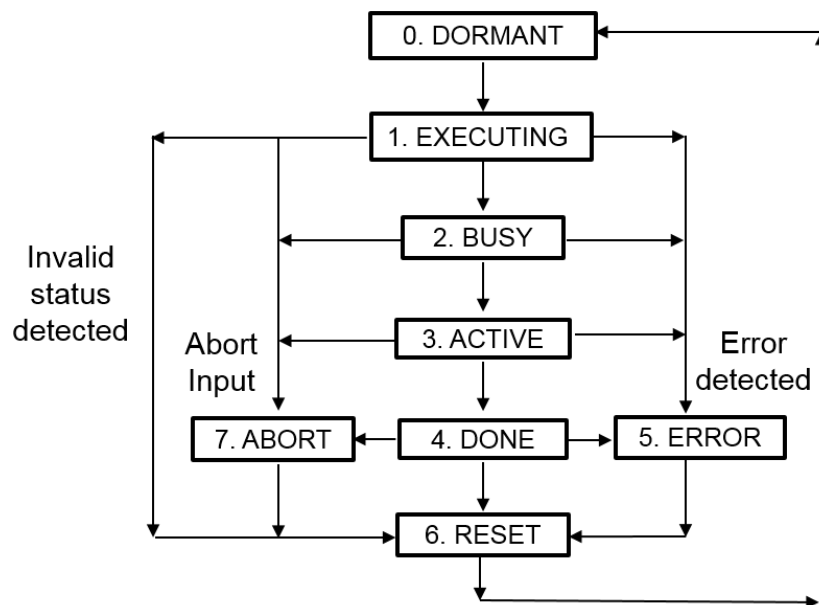 0. DORMANT
1. EXECUTING
2. BUSY
Invalid
status
detected
3. ACTIVE
Abort
Input
Error
detected
7. ABORT
4. DONE
5. ERROR
6. RESET